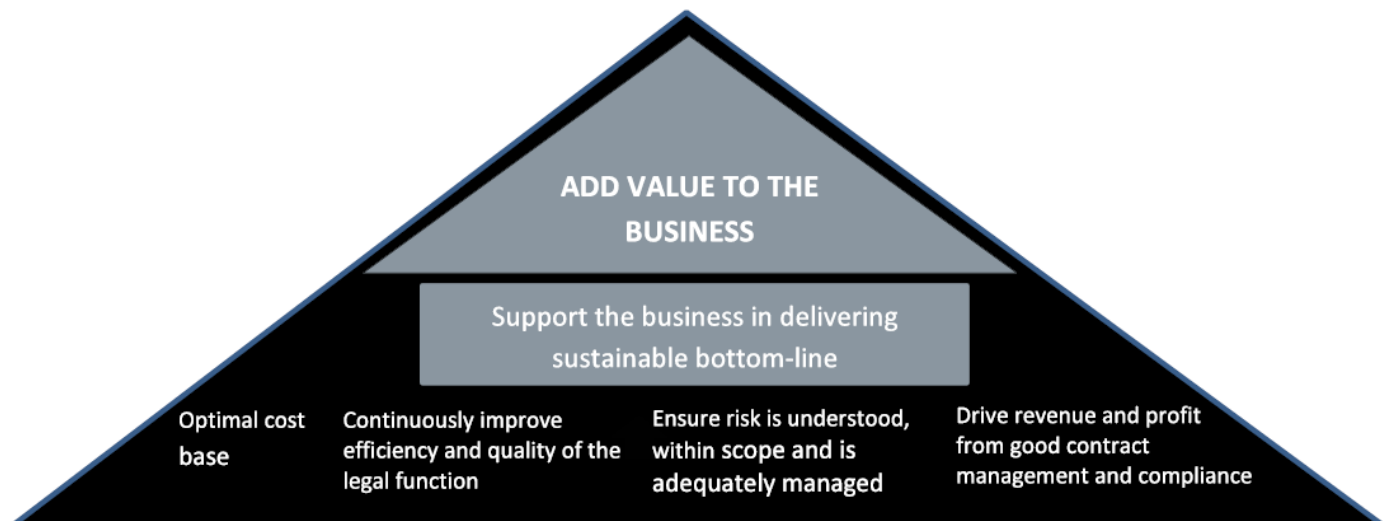 ADD VALUE TO THE
BUSINESS
Support the business in delivering
sustainable bottom-line
Optimal cost
base
Continuously improve
efficiency and quality of the
legal function
Ensure risk is understood,
within scope and is
adequately managed
Drive revenue and profit
from good contract
management and compliance